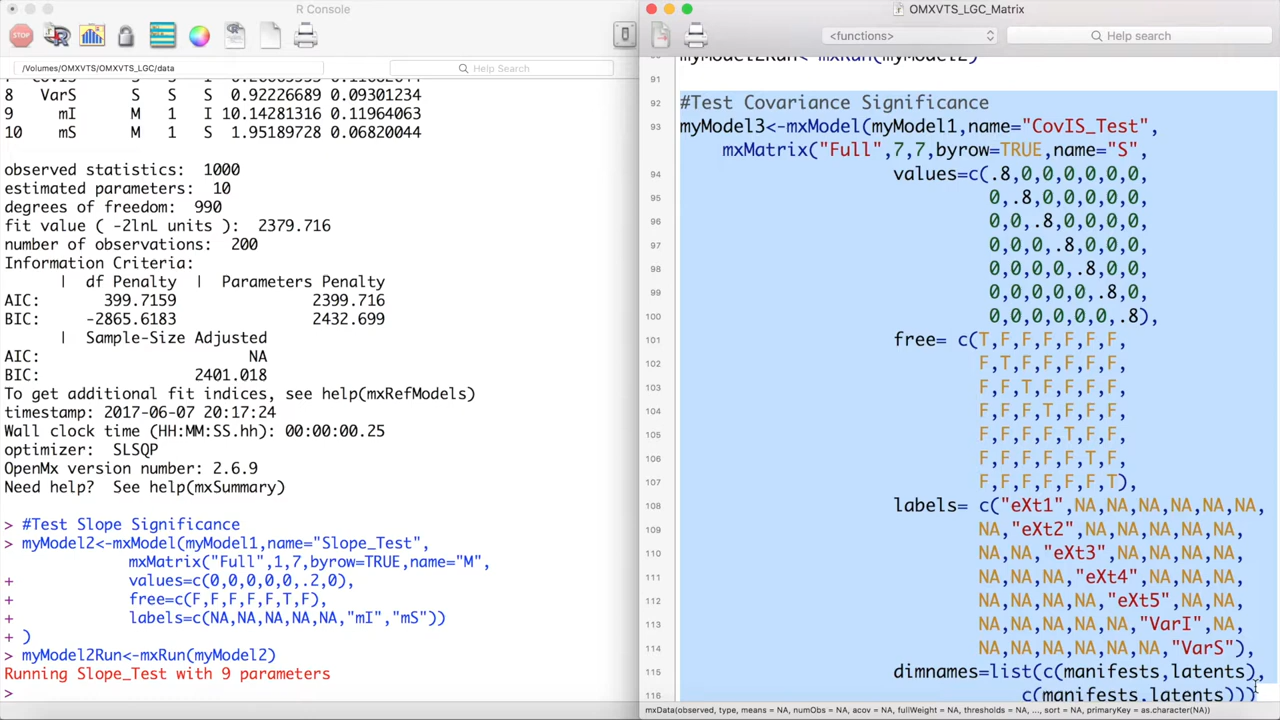 R Console
STOP
/Volumes/OMXVTS/OMXVTS_LGC/data
Help Search
8    VarS      S   S   S  0.92226689 0.09301234
9      mI      M   1   I 10.14281316 0.11964063
10     mS      M   1   S  1.95189728 0.06820044
observed statistics:  1000
estimated parameters:  10
degrees of freedom:  990
fit value ( -2lnL units ):  2379.716
number of observations:  200
Information Criteria:
      |  df Penalty  |  Parameters Penalty
AIC:       399.7159               2399.716
BIC:     -2865.6183               2432.699
      |  Sample-Size Adjusted
AIC:                      NA
BIC:                2401.018
To get additional fit indices, see help(mxRefModels)
timestamp: 2017-06-07 20:17:24
Wall clock time (HH:MM:SS.hh): 00:00:00.25
optimizer:  SLSQP
OpenMx version number: 2.6.9
Need help?  See help(mxSummary)
> #Test Slope Significance
> myModel2<-mxModel(myModel1,name="Slope_Test",
mxMatrix("Full",1,7,byrow=TRUE,name="M",
+ values=c(0,0,0,0,0,.2,0),
+ free=c(F,F,F,F,F,T,F),
+ labels=c(NA,NA,NA,NA,NA,"mI","mS"))
+ )
> myModel2Run<-mxRun(myModel2)
Running Slope_Test with 9 parameters
>
OMXVTS_LGC_Matrix
<functions>
Help search
myModel2Run<-mxRun(myModel2)
91
92 #Test Covariance Significance
93 myModel3<-mxModel(myModel1,name="CovIS_Test",
mxMatrix("Full",7,7,byrow=TRUE,name="S",
94 values=c(.8,0,0,0,0,0,0,
95 0,.8,0,0,0,0,0,
96 0,0,.8,0,0,0,0,
97 0,0,0,.8,0,0,0,
98 0,0,0,0,.8,0,0,
99 0,0,0,0,0,.8,0,
100 0,0,0,0,0,0,.8),
101 free= c(T,F,F,F,F,F,F,
102 F,T,F,F,F,F,F,
103 F,F,T,F,F,F,F,
104 F,F,F,T,F,F,F,
105 F,F,F,F,T,F,F,
106 F,F,F,F,F,T,F,
107 F,F,F,F,F,F,T),
108 labels= c("eXt1",NA,NA,NA,NA,NA,NA,
109 NA,"eXt2",NA,NA,NA,NA,NA,
110 NA,NA,"eXt3",NA,NA,NA,NA,
111 NA,NA,NA,"eXt4",NA,NA,NA,
112 NA,NA,NA,NA,"eXt5",NA,NA,
113 NA,NA,NA,NA,NA,"VarI",NA,
114 NA,NA,NA,NA,NA,NA,"VarS"),
115 dimnames=list(c(manifests,latents),
116 c(manifests,latents)))
mxData(observed, type, means = NA, numObs = NA, acov = NA, fullWeight = NA, thresholds = NA, ..., sort = NA, primaryKey = as.character(NA))